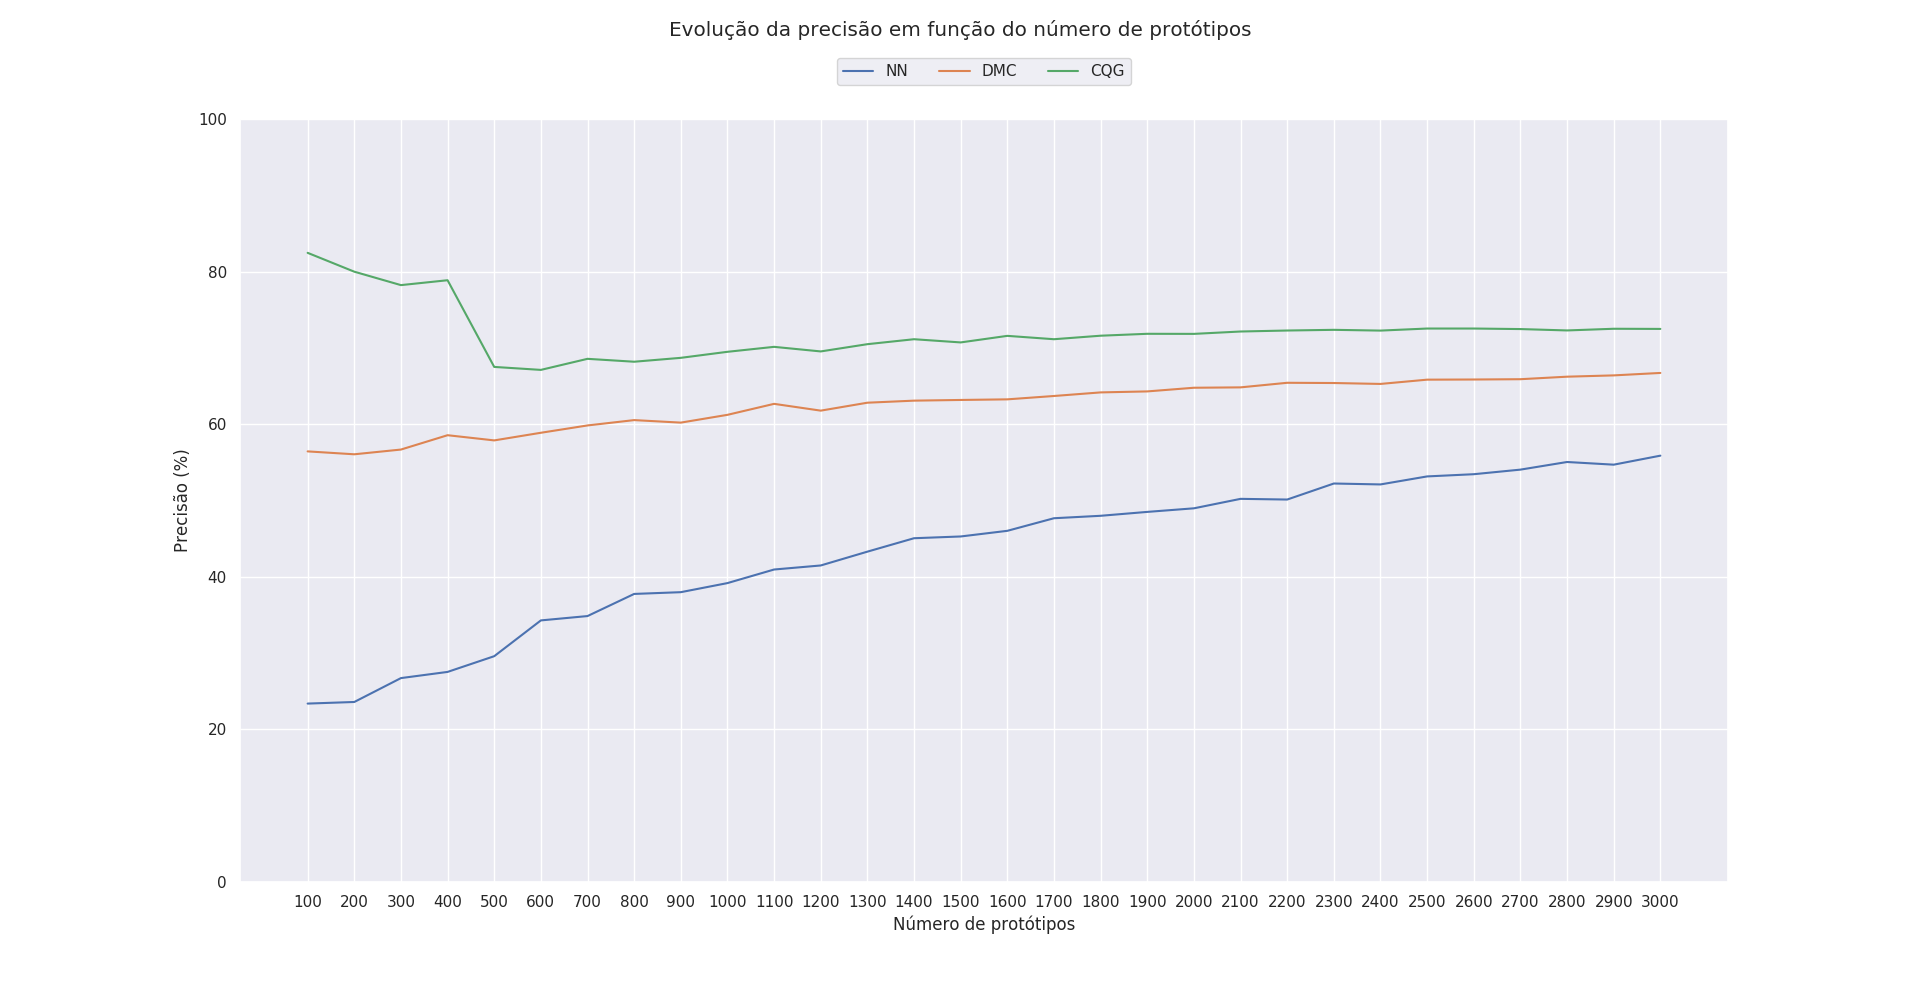 Evolução da precisão em função do número de protótipos
NN DMC CQG
100
80
60
40
20
0
Precisão (%)
100 200 300 400 500 600 700 800 900 1000 1100 1200 1300 1400 1500 1600 1700 1800 1900 2000 2100 2200 2300 2400 2500 2600 2700 2800 2900 3000
Número de protótipos